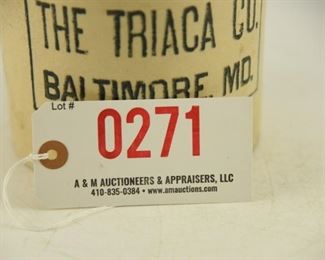 THE TRIACA CO.
BALTIMORE, MD.
Lot #
0271
A & M AUCTIONEERS & APPRAISERS, LLC
410-835-0384 • www.amauctions.com